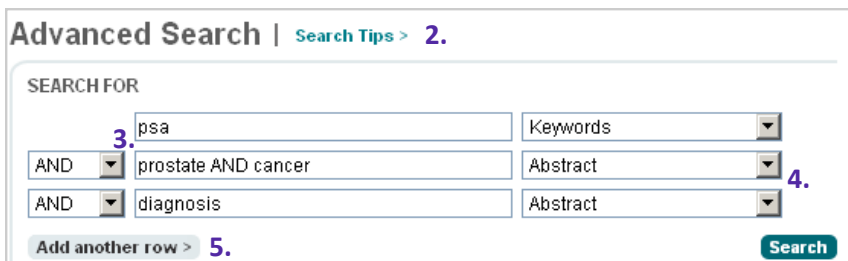 Advanced Search | Search Tips > 2.
SEARCH FOR
psa Keywords
3.
AND prostate AND cancer Abstract
4.
AND diagnosis Abstract
Add another row > 5. Search